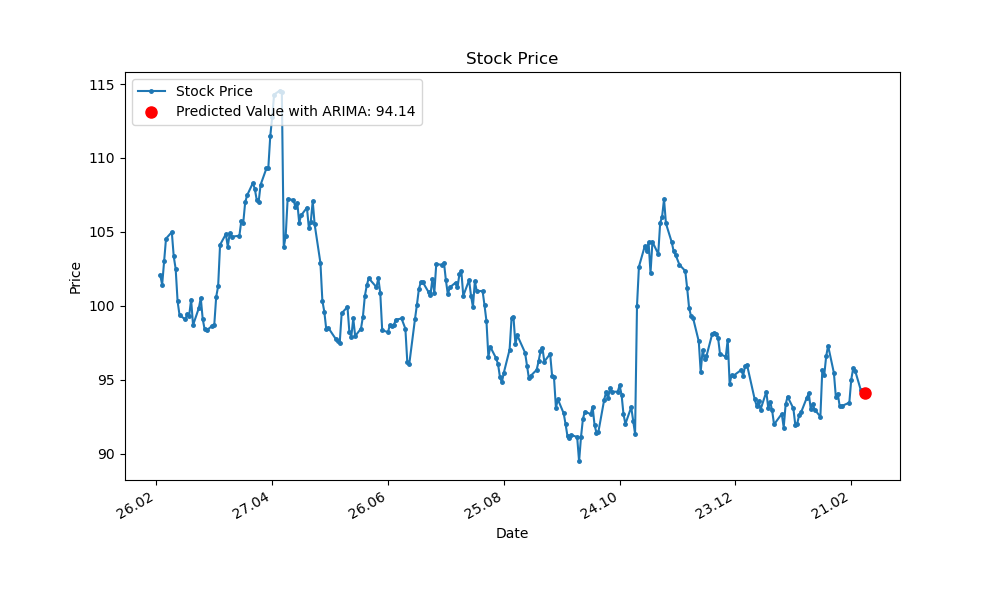 Stock Price
115
110
105
100
95
90
Price
Stock Price
Predicted Value with ARIMA: 94.14
26.02
27.04
26.06
25.08
24.10
23.12
21.02
Date